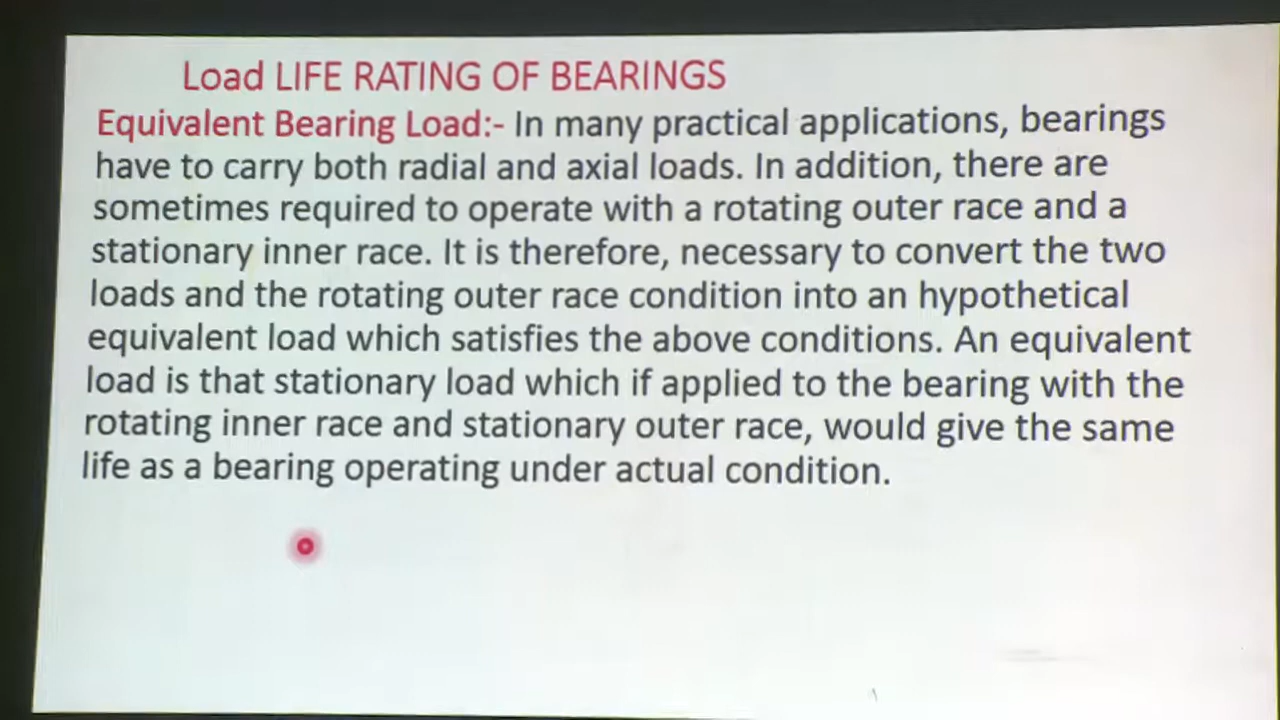 Load LIFE RATING OF BEARINGS
Equivalent Bearing Load:- In many practical applications, bearings
have to carry both radial and axial loads. In addition, there are
sometimes required to operate with a rotating outer race and a
stationary inner race. It is therefore, necessary to convert the two
loads and the rotating outer race condition into an hypothetical
equivalent load which satisfies the above conditions. An equivalent
load is that stationary load which if applied to the bearing with the
rotating inner race and stationary outer race, would give the same
life as a bearing operating under actual condition.